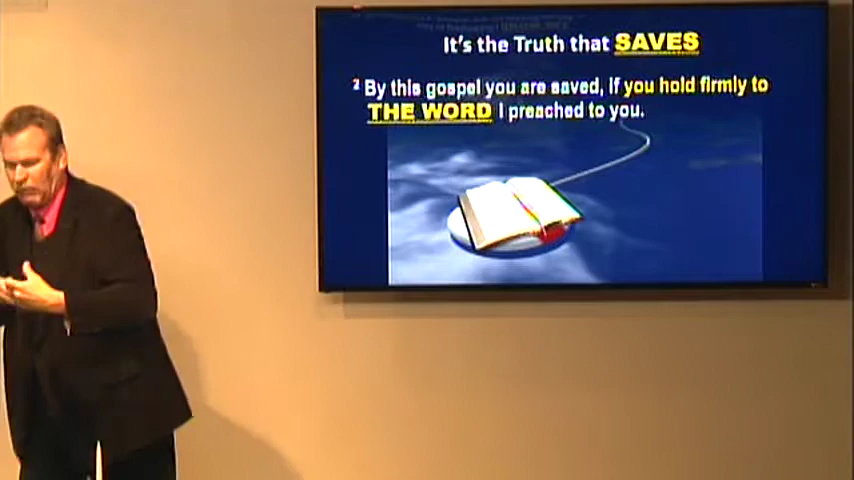 It's the Truth that SAVES
2 By this gospel you are saved, if you hold firmly to
THE WORD I preached to you.